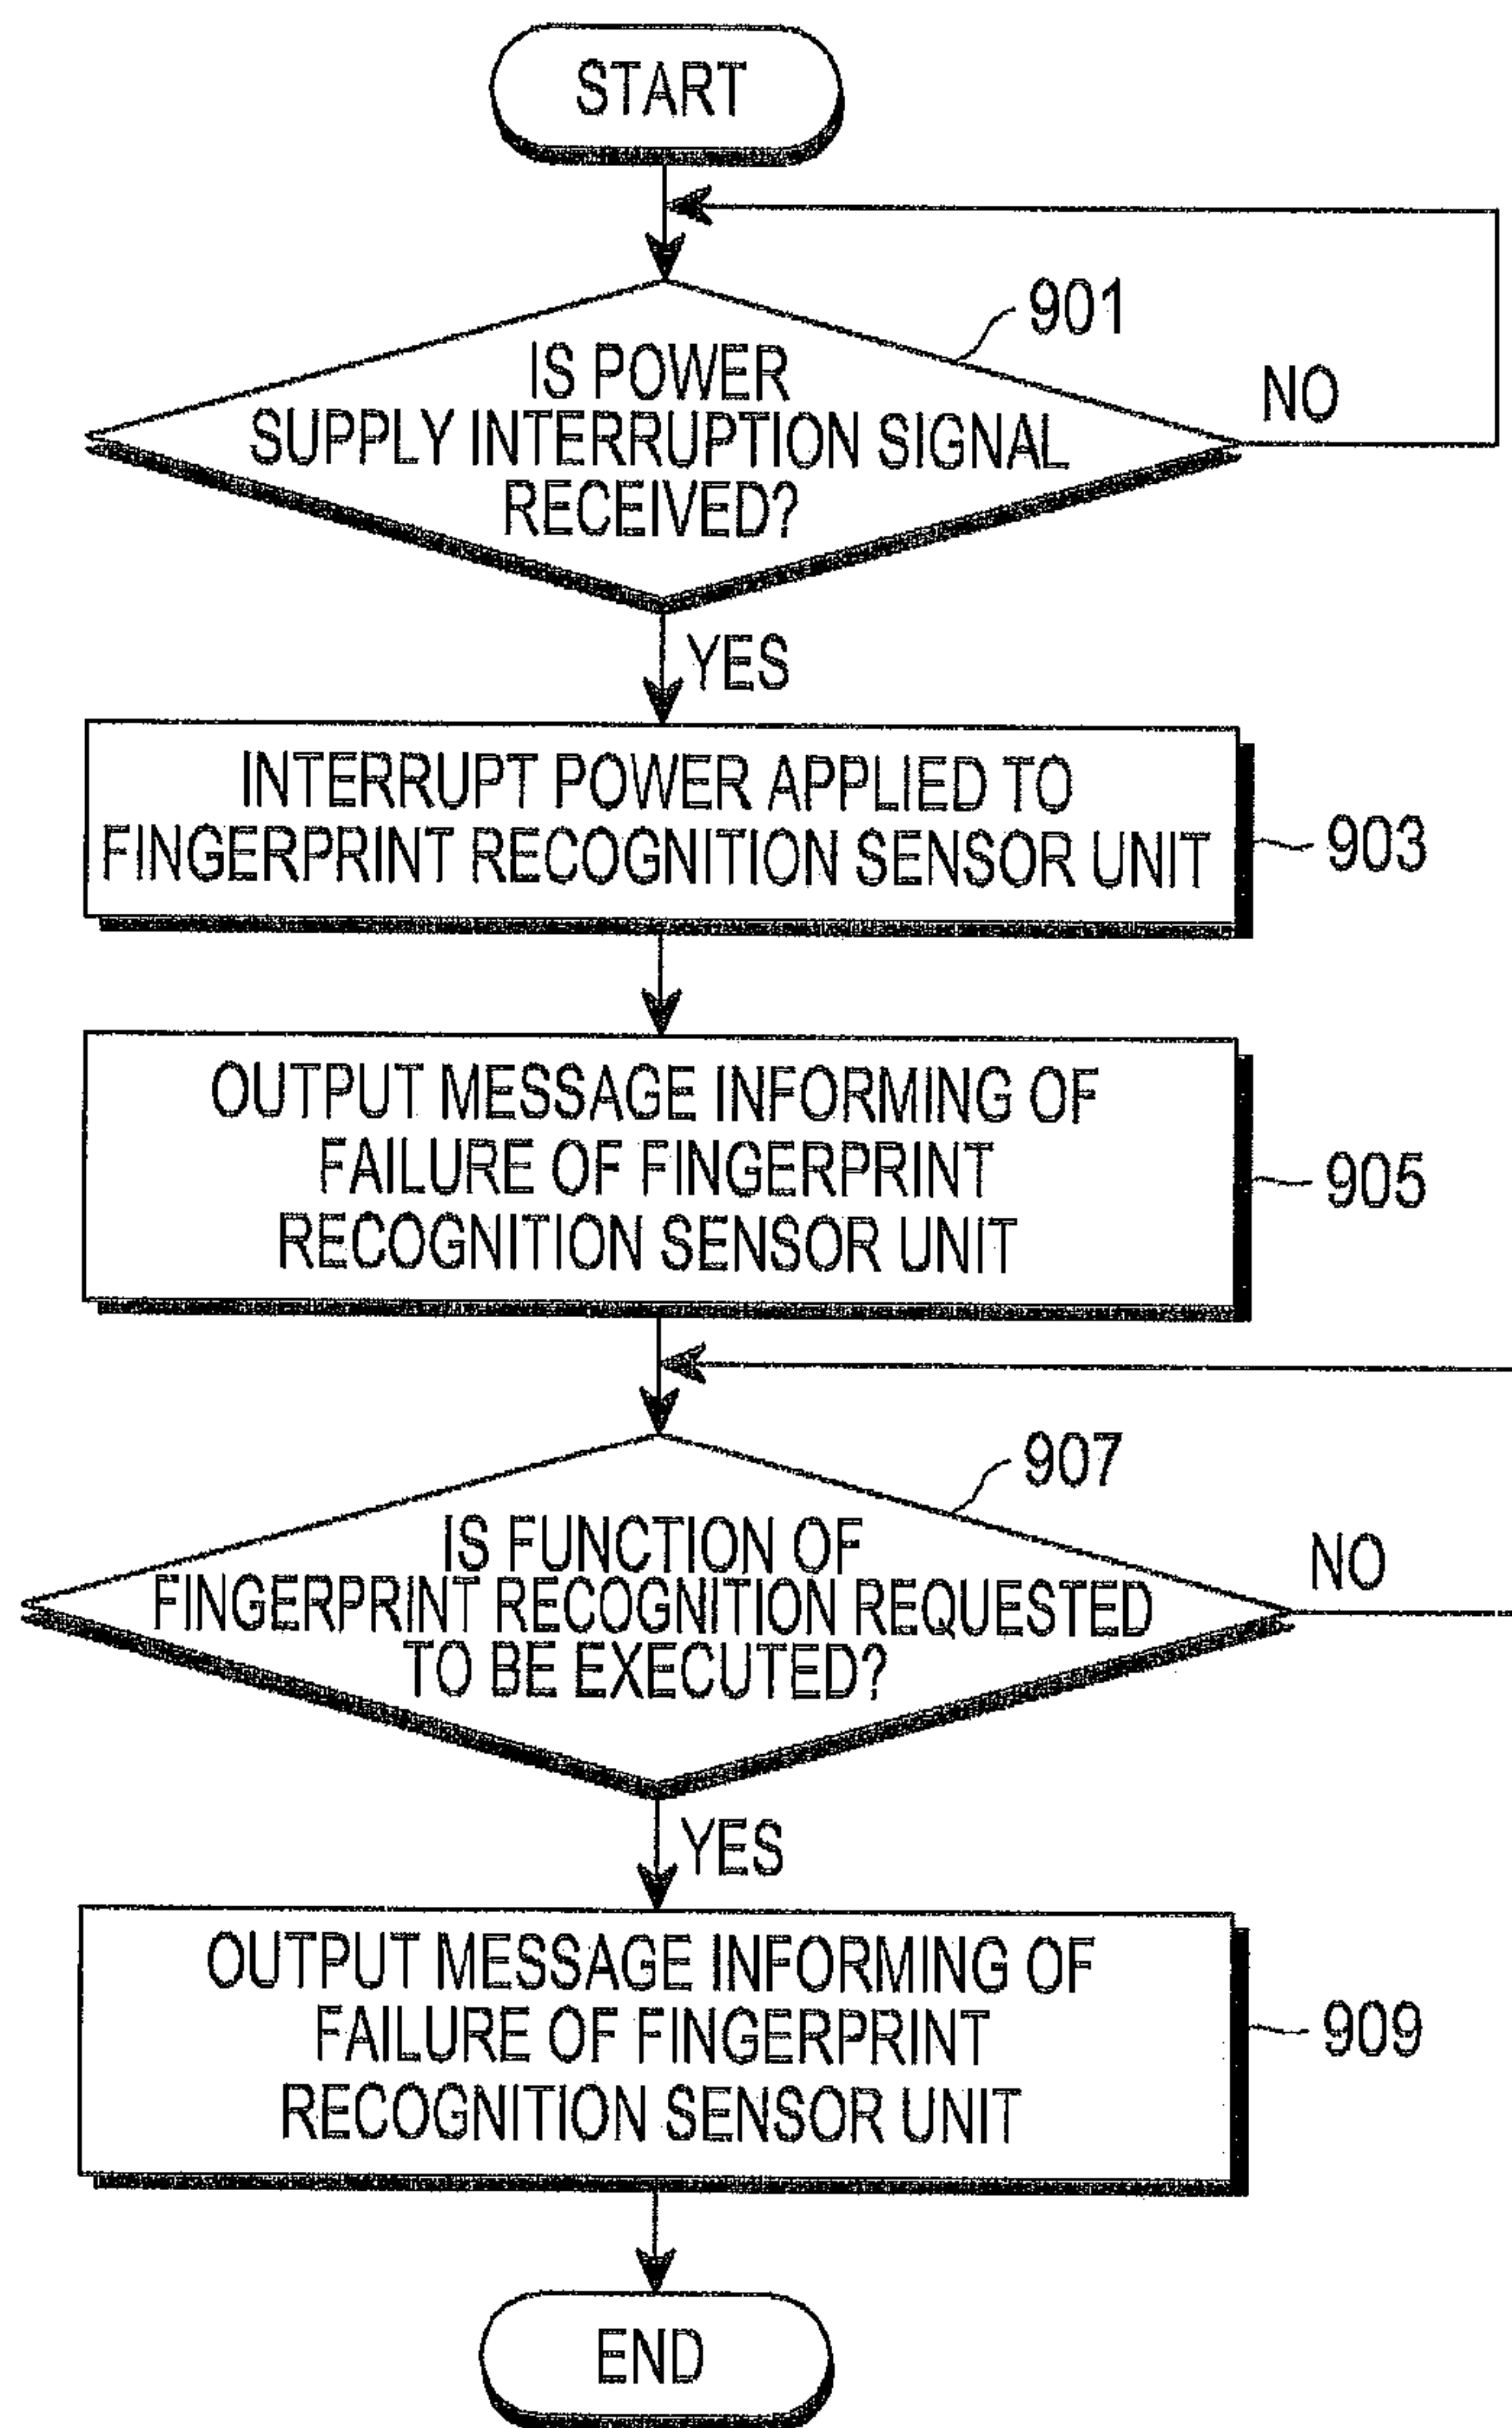 START
901
IS POWER
SUPPLY INTERRUPTION SIGNAL
RECEIVED?
NO
YES
INTERRUPT POWER APPLIED TO
FINGERPRINT RECOGNITION SENSOR UNIT
903
OUTPUT MESSAGE INFORMING OF
FAILURE OF FINGERPRINT
RECOGNITION SENSOR UNIT
905
907
IS FUNCTION OF
FINGERPRINT RECOGNITION REQUESTED
TO BE EXECUTED?
NO
YES
OUTPUT MESSAGE INFORMING OF
FAILURE OF FINGERPRINT
RECOGNITION SENSOR UNIT
909
END